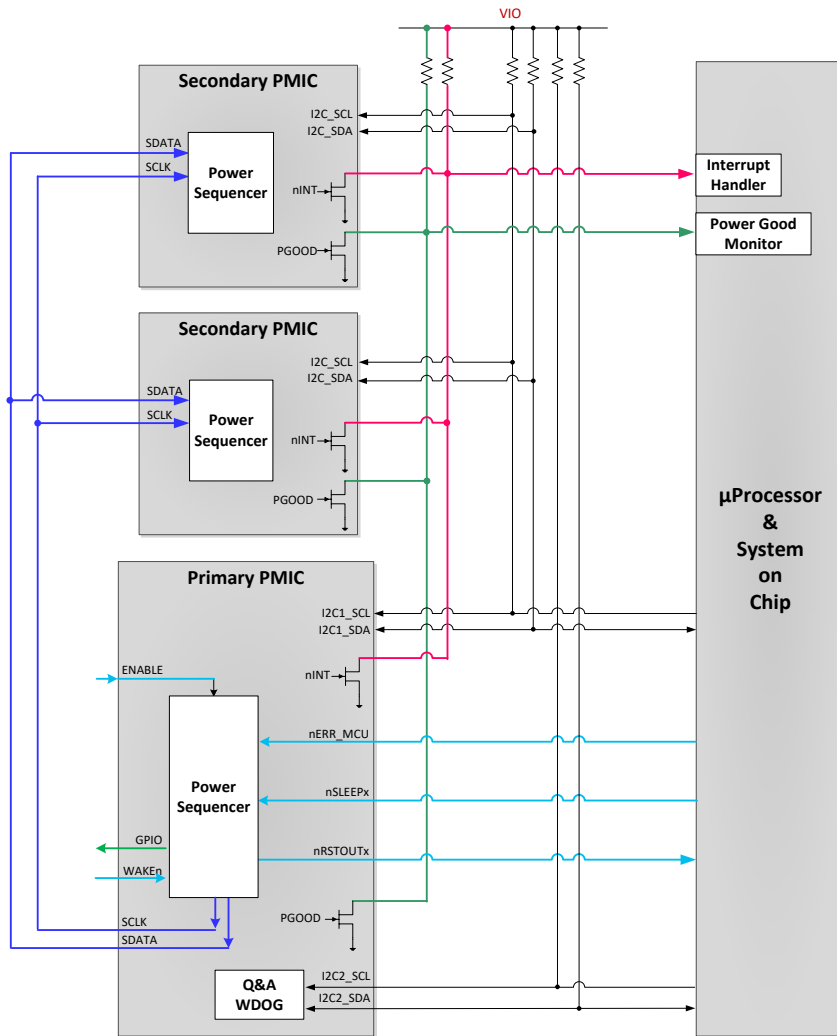 VIO
Secondary PMIC
I2C_SCL
I2C_SDA
SDATA
SCLK
Power
Sequencer
nINT
PGOOD
Interrupt
Handler
Power Good
Monitor
Secondary PMIC
I2C_SCL
I2C_SDA
SDATA
SCLK
Power
Sequencer
nINT
PGOOD
µProcessor
&
System
on
Chip
Primary PMIC
I2C1_SCL
I2C1_SDA
ENABLE
nINT
nERR_MCU
Power
Sequencer
nSLEEPx
GPIO
nRSTOUTx
WAKEn
SCLK
SDATA
PGOOD
Q&A
WDOG
I2C2_SCL
I2C2_SDA